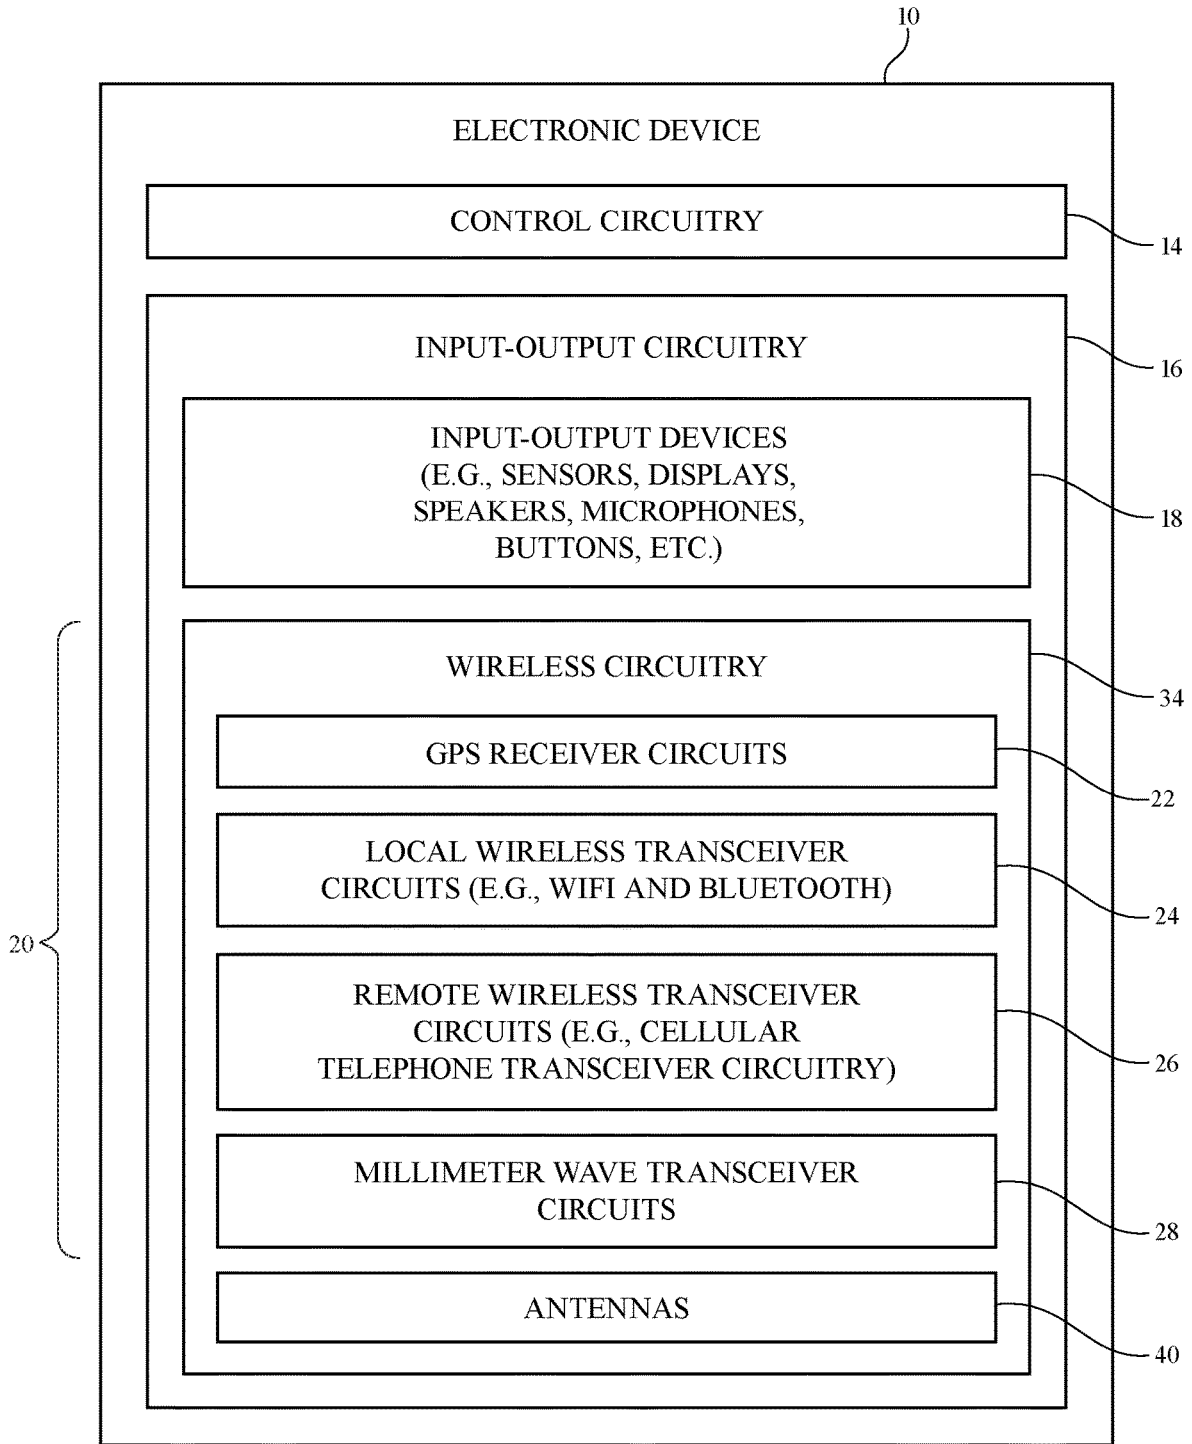 10
ELECTRONIC DEVICE
CONTROL CIRCUITRY
14
INPUT-OUTPUT CIRCUITRY
16
INPUT-OUTPUT DEVICES
(E.G., SENSORS, DISPLAYS,
SPEAKERS, MICROPHONES,
BUTTONS, ETC.)
18
WIRELESS CIRCUITRY
34
GPS RECEIVER CIRCUITS
22
LOCAL WIRELESS TRANSCEIVER
CIRCUITS (E.G., WIFI AND BLUETOOTH)
24
20
REMOTE WIRELESS TRANSCEIVER
CIRCUITS (E.G., CELLULAR
TELEPHONE TRANSCEIVER CIRCUITRY)
26
MILLIMETER WAVE TRANSCEIVER
CIRCUITS
28
ANTENNAS
40